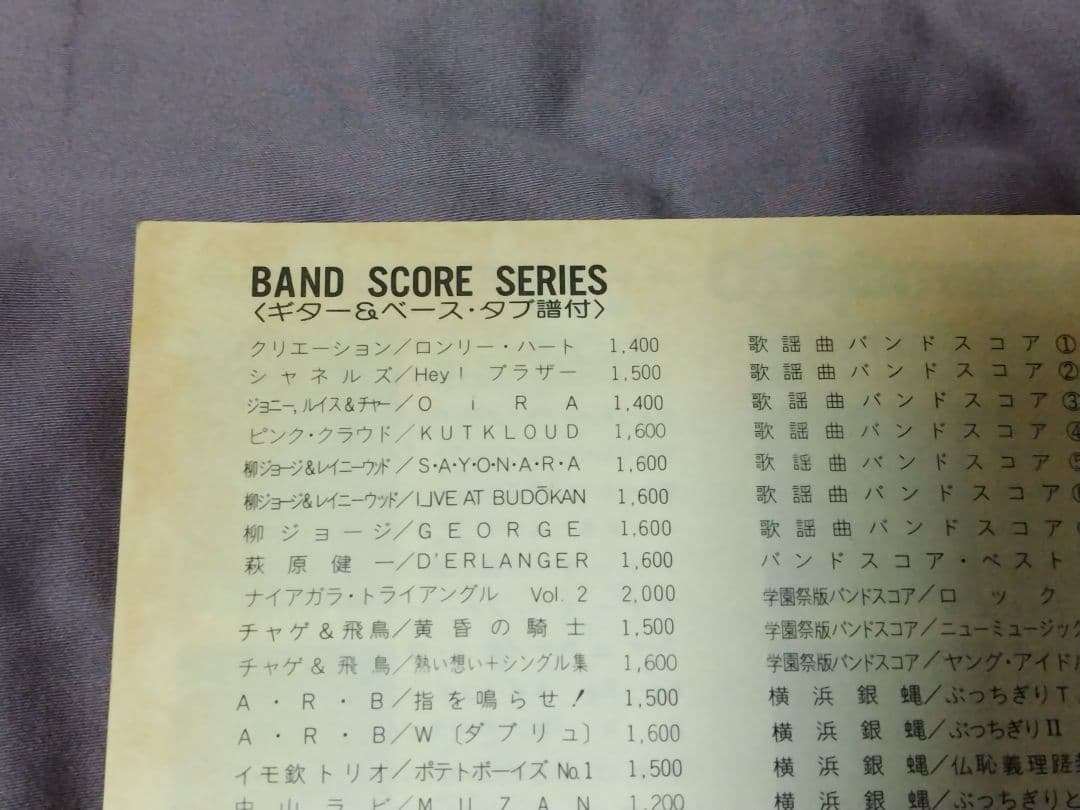 BAND SCORE SERIES
〈ギター&ベース・タブ譜付〉
クリエーション/ロンリー・ハート 1,400
シャネルズ/Hey! ブラザー 1,500
ジョニー,ルイス&チャー/OiRA 1,400
ピンク・クラウド/KUTKLOUD 1,600
柳ジョージ&レイニーウッド/S・A・Y・O・N・A・R・A 1,600
柳ジョージ&レイニーウッド/LIVE AT BUDŌKAN 1,600
柳ジョージ/GEORGE 1,600
萩原健一/D'ERLANGER 1,600
ナイアガラ・トライアングル Vol. 2 2,000
チャゲ&飛鳥/黄昏の騎士 1,500
チャゲ&飛鳥/熱い想い+シングル集 1,600
A・R・B/指を鳴らせ! 1,500
A・R・B/W〔ダブリュ〕 1,600
イモ欽トリオ/ポテトボーイズ No.1 1,500
中山ラビ/MUZAN 1,200
歌謡曲バンドスコア①
歌謡曲バンドスコア②
歌謡曲バンドスコア③
歌謡曲バンドスコア④
歌謡曲バンドスコア⑤
歌謡曲バンドスコア
歌謡曲バンドスコア
バンドスコア・ベスト
学園祭版バンドスコア/ロック
学園祭版バンドスコア/ニューミュージック
学園祭版バンドスコア/ヤング・アイドル
横浜銀蝿/ぶっちぎりT.
横浜銀蝿/ぶっちぎりII
横浜銀蝿/仏恥義理蹉
横浜銀蝿/ぶっちぎりと